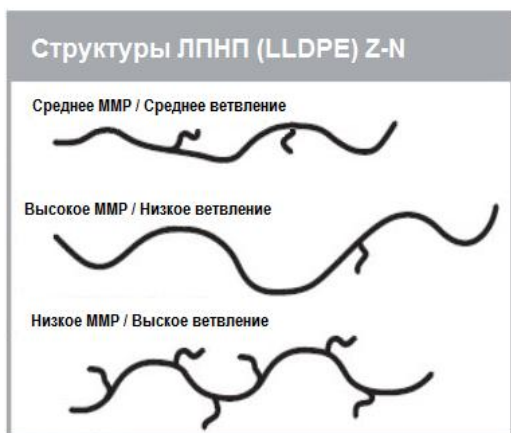 Структуры ЛПНП (LLDPE) Z-N
Среднее ММР / Среднее ветвление
Высокое ММР / Низкое ветвление
Низкое ММР / Выское ветвление